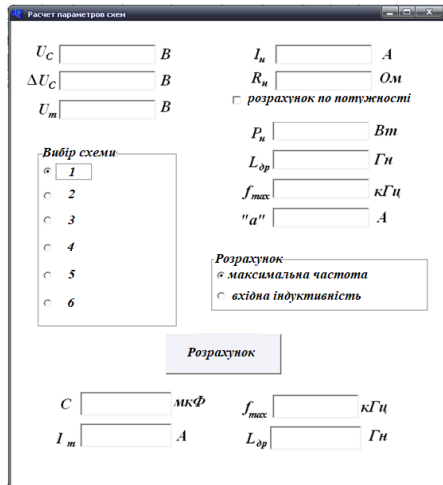 Расчет параметров схем
U_C В
ΔU_C В
U_m В
I_н А
R_н Ом
розрахунок по потужності
P_н Вт
L_др Гн
f_max кГц
"a" А
Вибір схеми
1
2
3
4
5
6
Розрахунок
максимальна частота
вхідна індуктивність
Розрахунок
C мкФ
I_m А
f_max кГц
L_др Гн